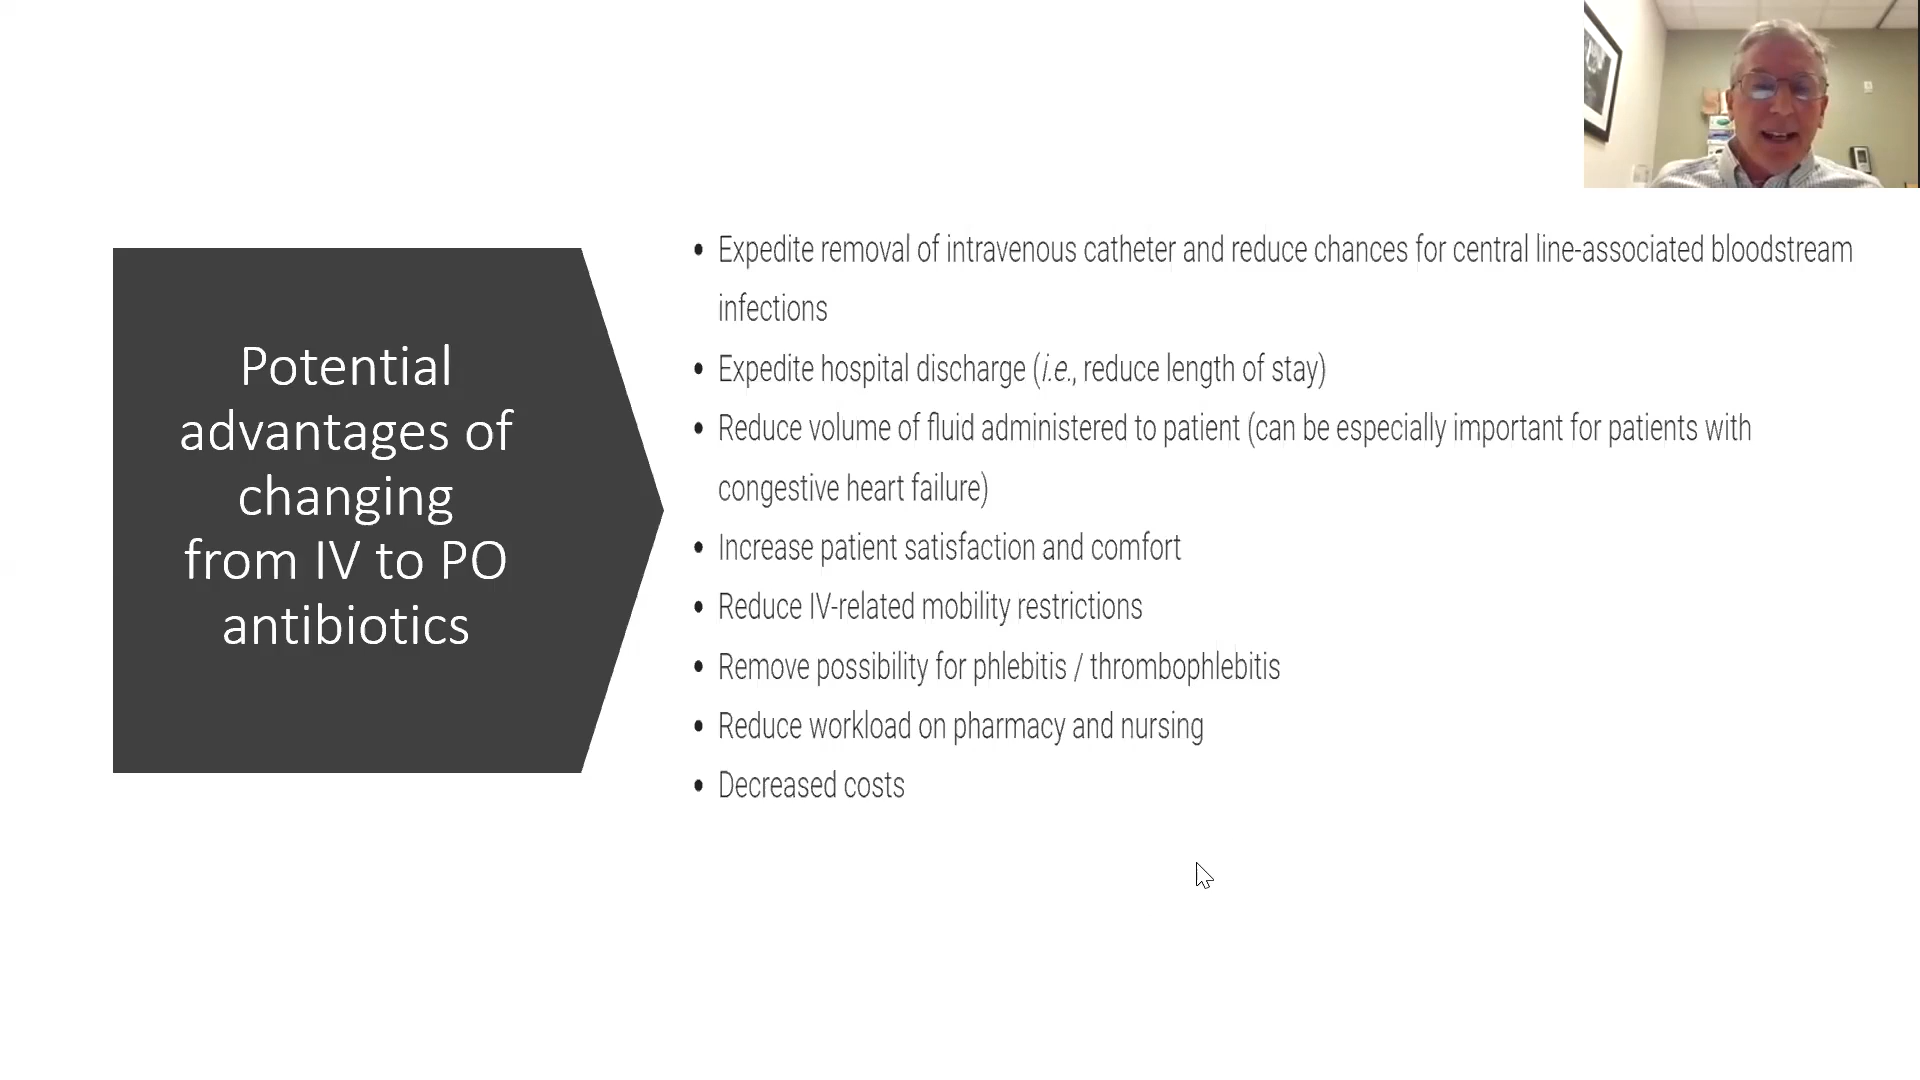 Potential
advantages of
changing
from IV to PO
antibiotics
• Expedite removal of intravenous catheter and reduce chances for central line-associated bloodstream
infections
• Expedite hospital discharge (i.e., reduce length of stay)
• Reduce volume of fluid administered to patient (can be especially important for patients with
congestive heart failure)
• Increase patient satisfaction and comfort
• Reduce IV-related mobility restrictions
• Remove possibility for phlebitis / thrombophlebitis
• Reduce workload on pharmacy and nursing
• Decreased costs